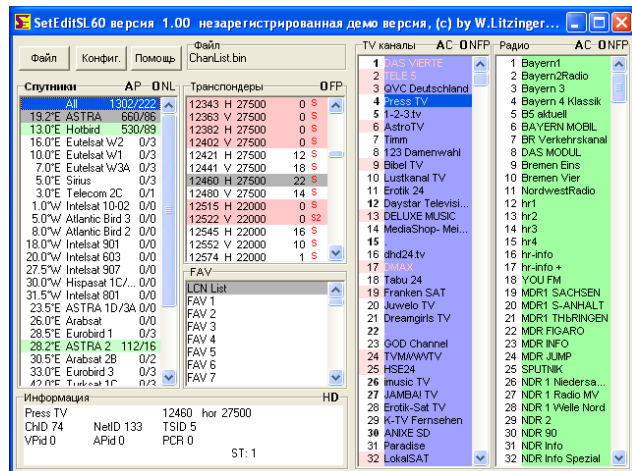 SetEditSL60 версия 1.00 незарегистрированная демо версия, (c) by W.Litzinger...
Файл Конфиг. Помощь
Файл
ChanList.bin
Спутники AP ONL
All 1302/222
19.2°E ASTRA 660/86
13.0°E Hotbird 530/89
16.0°E Eutelsat W2 0/3
10.0°E Eutelsat W1 0/3
7.0°E Eutelsat W3A 0/3
5.0°E Sirius 0/3
3.0°E Telecom 2C 0/1
1.0°W Intelsat 10-02 0/0
5.0°W Atlantic Bird 3 0/0
8.0°W Atlantic Bird 2 0/0
18.0°W Intelsat 901 0/0
20.0°W Intelsat 603 0/0
27.5°W Intelsat 907 0/0
30.0°W Hispasat 1C/... 0/0
31.5°W Intelsat 801 0/0
23.5°E ASTRA 1D/3A 0/0
26.0°E Arabsat 0/0
28.5°E Eurobird 1 0/3
28.2°E ASTRA 2 112/16
30.5°E Arabsat 2B 0/2
33.0°E Eurobird 3 0/3
42.0°E Turksat 1C 0/3
Транспондеры OFP
12343 H 27500 0 S
12363 V 27500 0 S
12382 H 27500 0 S
12402 V 27500 0 S
12421 H 27500 12 S
12441 V 27500 18 S
12460 H 27500 22 S
12480 V 27500 14 S
12515 H 22000 0 S
12522 V 22000 0 S2
12545 H 22000 16 S
12552 V 22000 10 S
12574 H 22000 1 S
FAV
LCN List
FAV 1
FAV 2
FAV 3
FAV 4
FAV 5
FAV 6
FAV 7
Информация HD
Press TV 12460 hor 27500
ChID 74 NetID 133 TSID 5
VPid 0 APid 0 PCR 0
ST: 1
TV каналы AC ONFP
1 DAS VIERTE
2 TELE 5
3 QVC Deutschland
4 Press TV
5 1-2-3.tv
6 AstroTV
7 Timm
8 123 Damenwahl
9 Bibel TV
10 Lustkanal TV
11 Erotik 24
12 Daystar Televisi...
13 DELUXE MUSIC
14 MediaShop- Mei...
15 .
16 dhd24.tv
17 DMAX
18 Tabu 24
19 Franken SAT
20 Juwelo TV
21 Dreamgirls TV
22
23 GOD Channel
24 TVMAWWTV
25 HSE24
26 imusic TV
27 JAMBA! TV
28 Erotik-Sat TV
29 K-TV Fernsehen
30 ANIXE SD
31 Paradise
32 LokalSAT
Радио AC ONFP
1 Bayern1
2 Bayern2Radio
3 Bayern 3
4 Bayern 4 Klassik
5 B5 aktuell
6 BAYERN MOBIL
7 BR Verkehrskanal
8 DAS MODUL
9 Bremen Eins
10 Bremen Vier
11 NordwestRadio
12 hr1
13 hr2
14 hr3
15 hr4
16 hr-info
17 hr-info +
18 YOU FM
19 MDR1 SACHSEN
20 MDR1 S-ANHALT
21 MDR1 THЬRINGEN
22 MDR FIGARO
23 MDR INFO
24 MDR JUMP
25 SPUTNIK
26 NDR 1 Niedersa...
27 NDR 1 Radio MV
28 NDR 1 Welle Nord
29 NDR 2
30 NDR 90
31 NDR Info
32 NDR Info Spezial